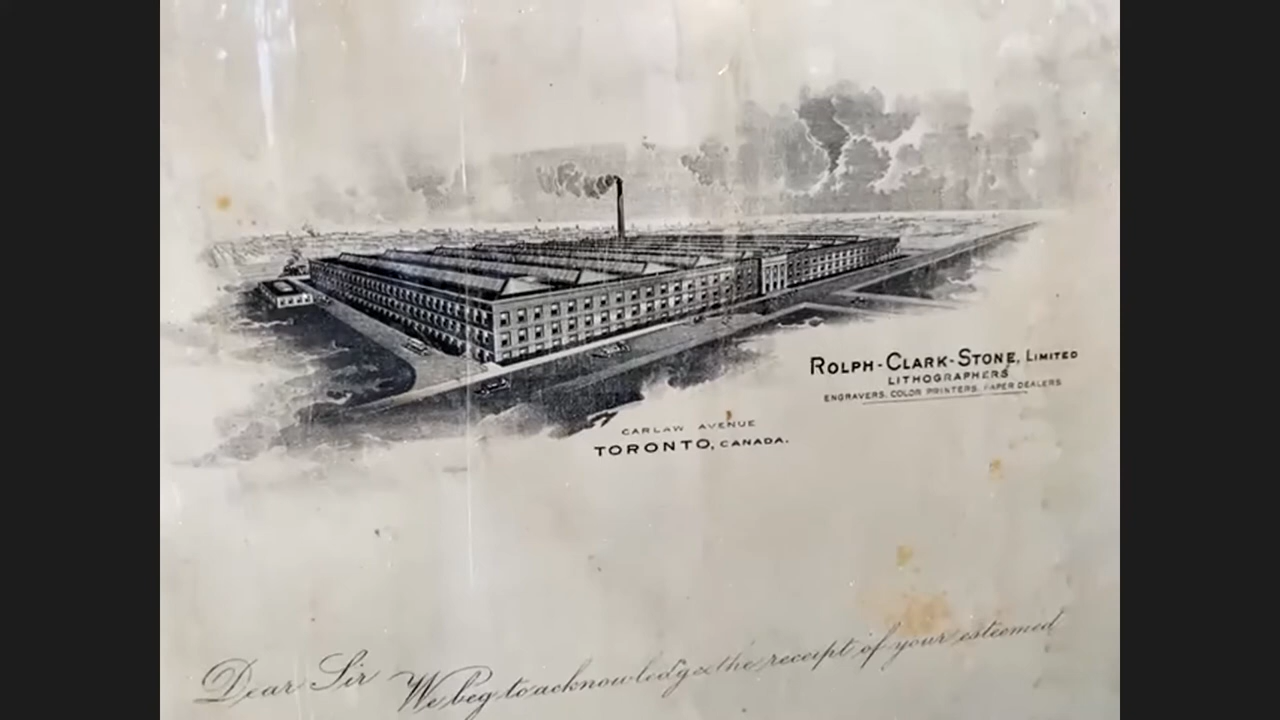 ROLPH-CLARK-STONE, LIMITED
LITHOGRAPHERS
ENGRAVERS, COLOR PRINTERS, PAPER DEALERS
CARLAW AVENUE
TORONTO, CANADA.
Dear Sir We beg to acknowledge the receipt of your esteemed